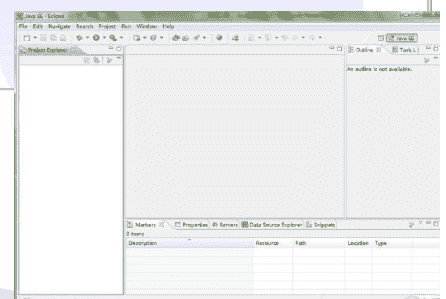 Java EE - Eclipse
File Edit Navigate Search Project Run Window Help
Java EE
Project Explorer
Outline Task L
An outline is not available.
Markers Properties Servers Data Source Explorer Snippets
0 items
Description Resource Path Location Type